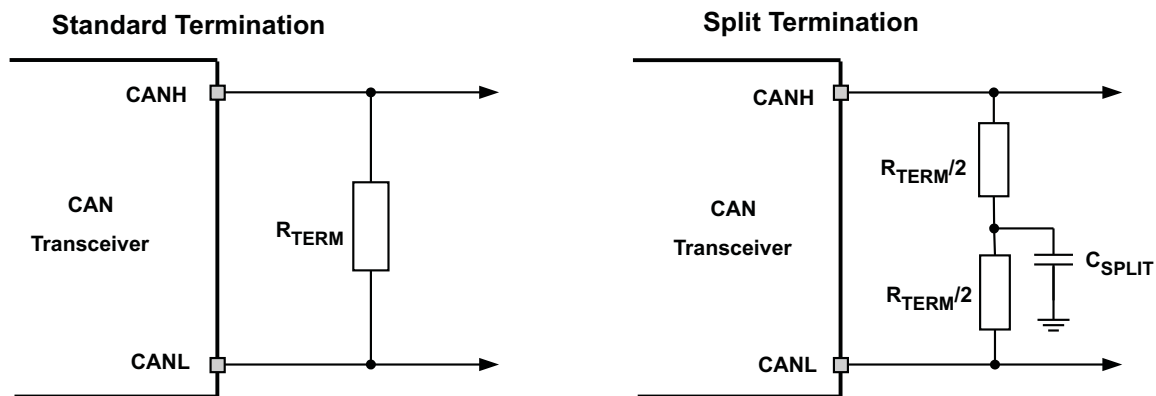 Standard Termination
CANH
CAN
Transceiver
RTERM
CANL
Split Termination
CANH
RTERM/2
CAN
Transceiver
CSPLIT
RTERM/2
CANL